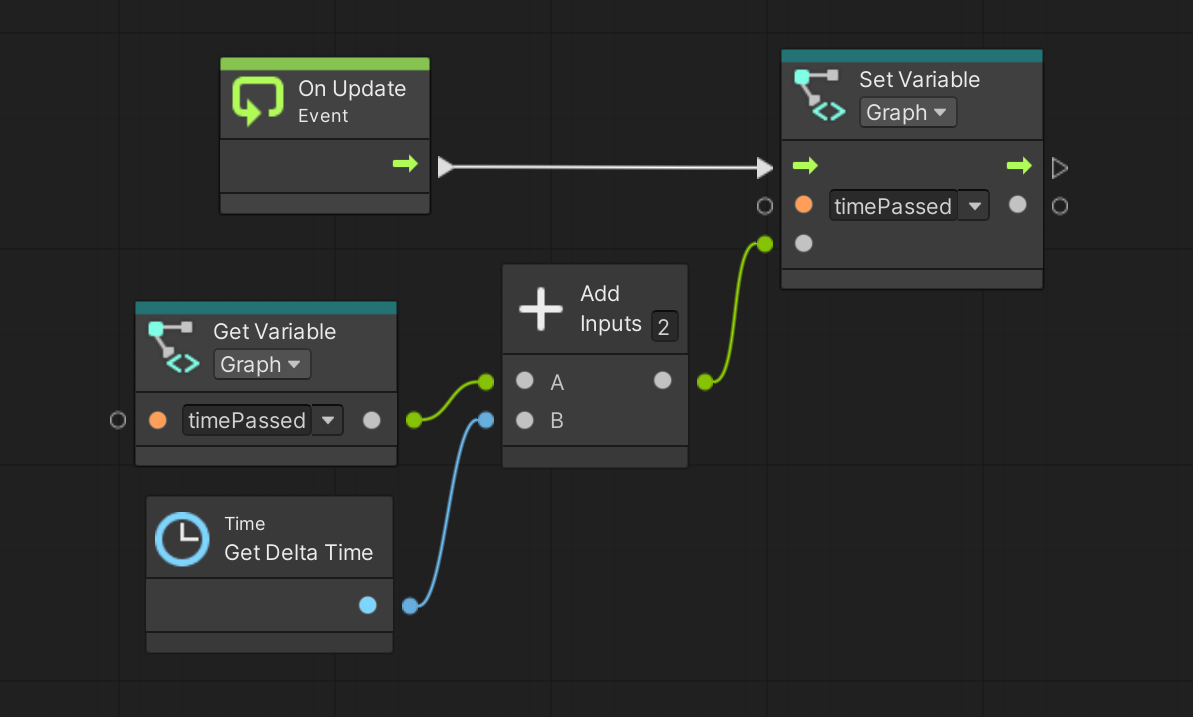 On Update
Event
Set Variable
Graph
timePassed
Get Variable
Graph
timePassed
Add
Inputs 2
A
B
Time
Get Delta Time